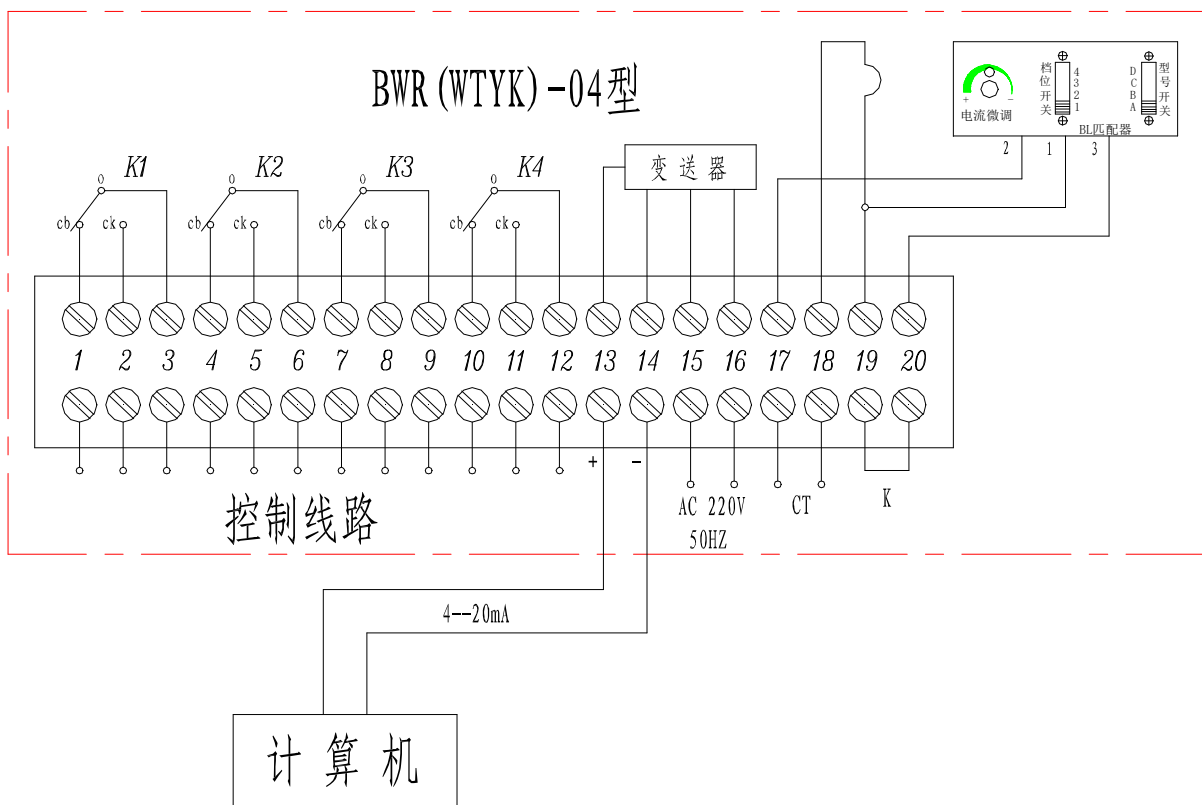 BWR(WTYK)-04型
档位开关
4
3
2
1
D
C
B
A
型号开关
+ -
电流微调
BL匹配器
2 1 3
K1 K2 K3 K4
变送器
0 0 0 0
cb ck cb ck cb ck cb ck
1 2 3 4 5 6 7 8 9 10 11 12 13 14 15 16 17 18 19 20
+ -
控制线路
AC 220V
50HZ
CT
K
4--20mA
计算机